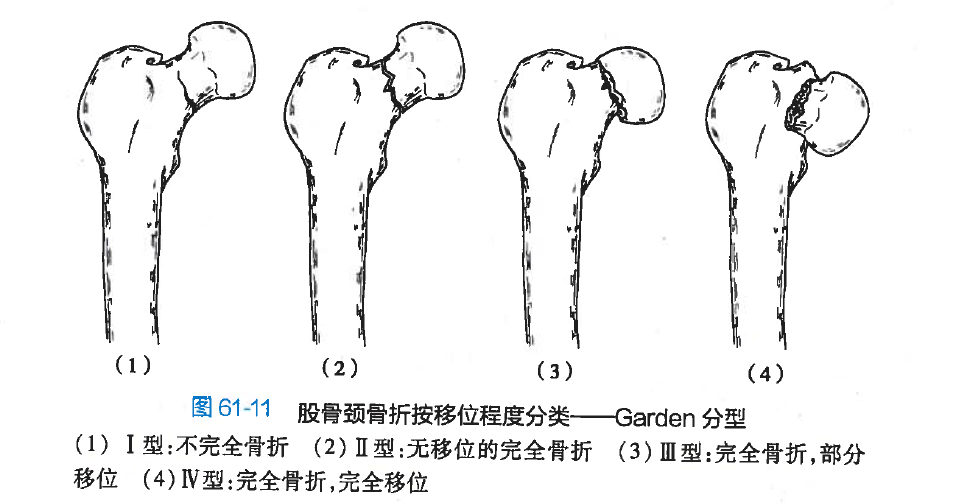 (1) (2) (3) (4)
图 61-11 股骨颈骨折按移位程度分类——Garden 分型
(1) Ⅰ型:不完全骨折 (2)Ⅱ型:无移位的完全骨折 (3)Ⅲ型:完全骨折,部分
移位 (4)Ⅳ型:完全骨折,完全移位